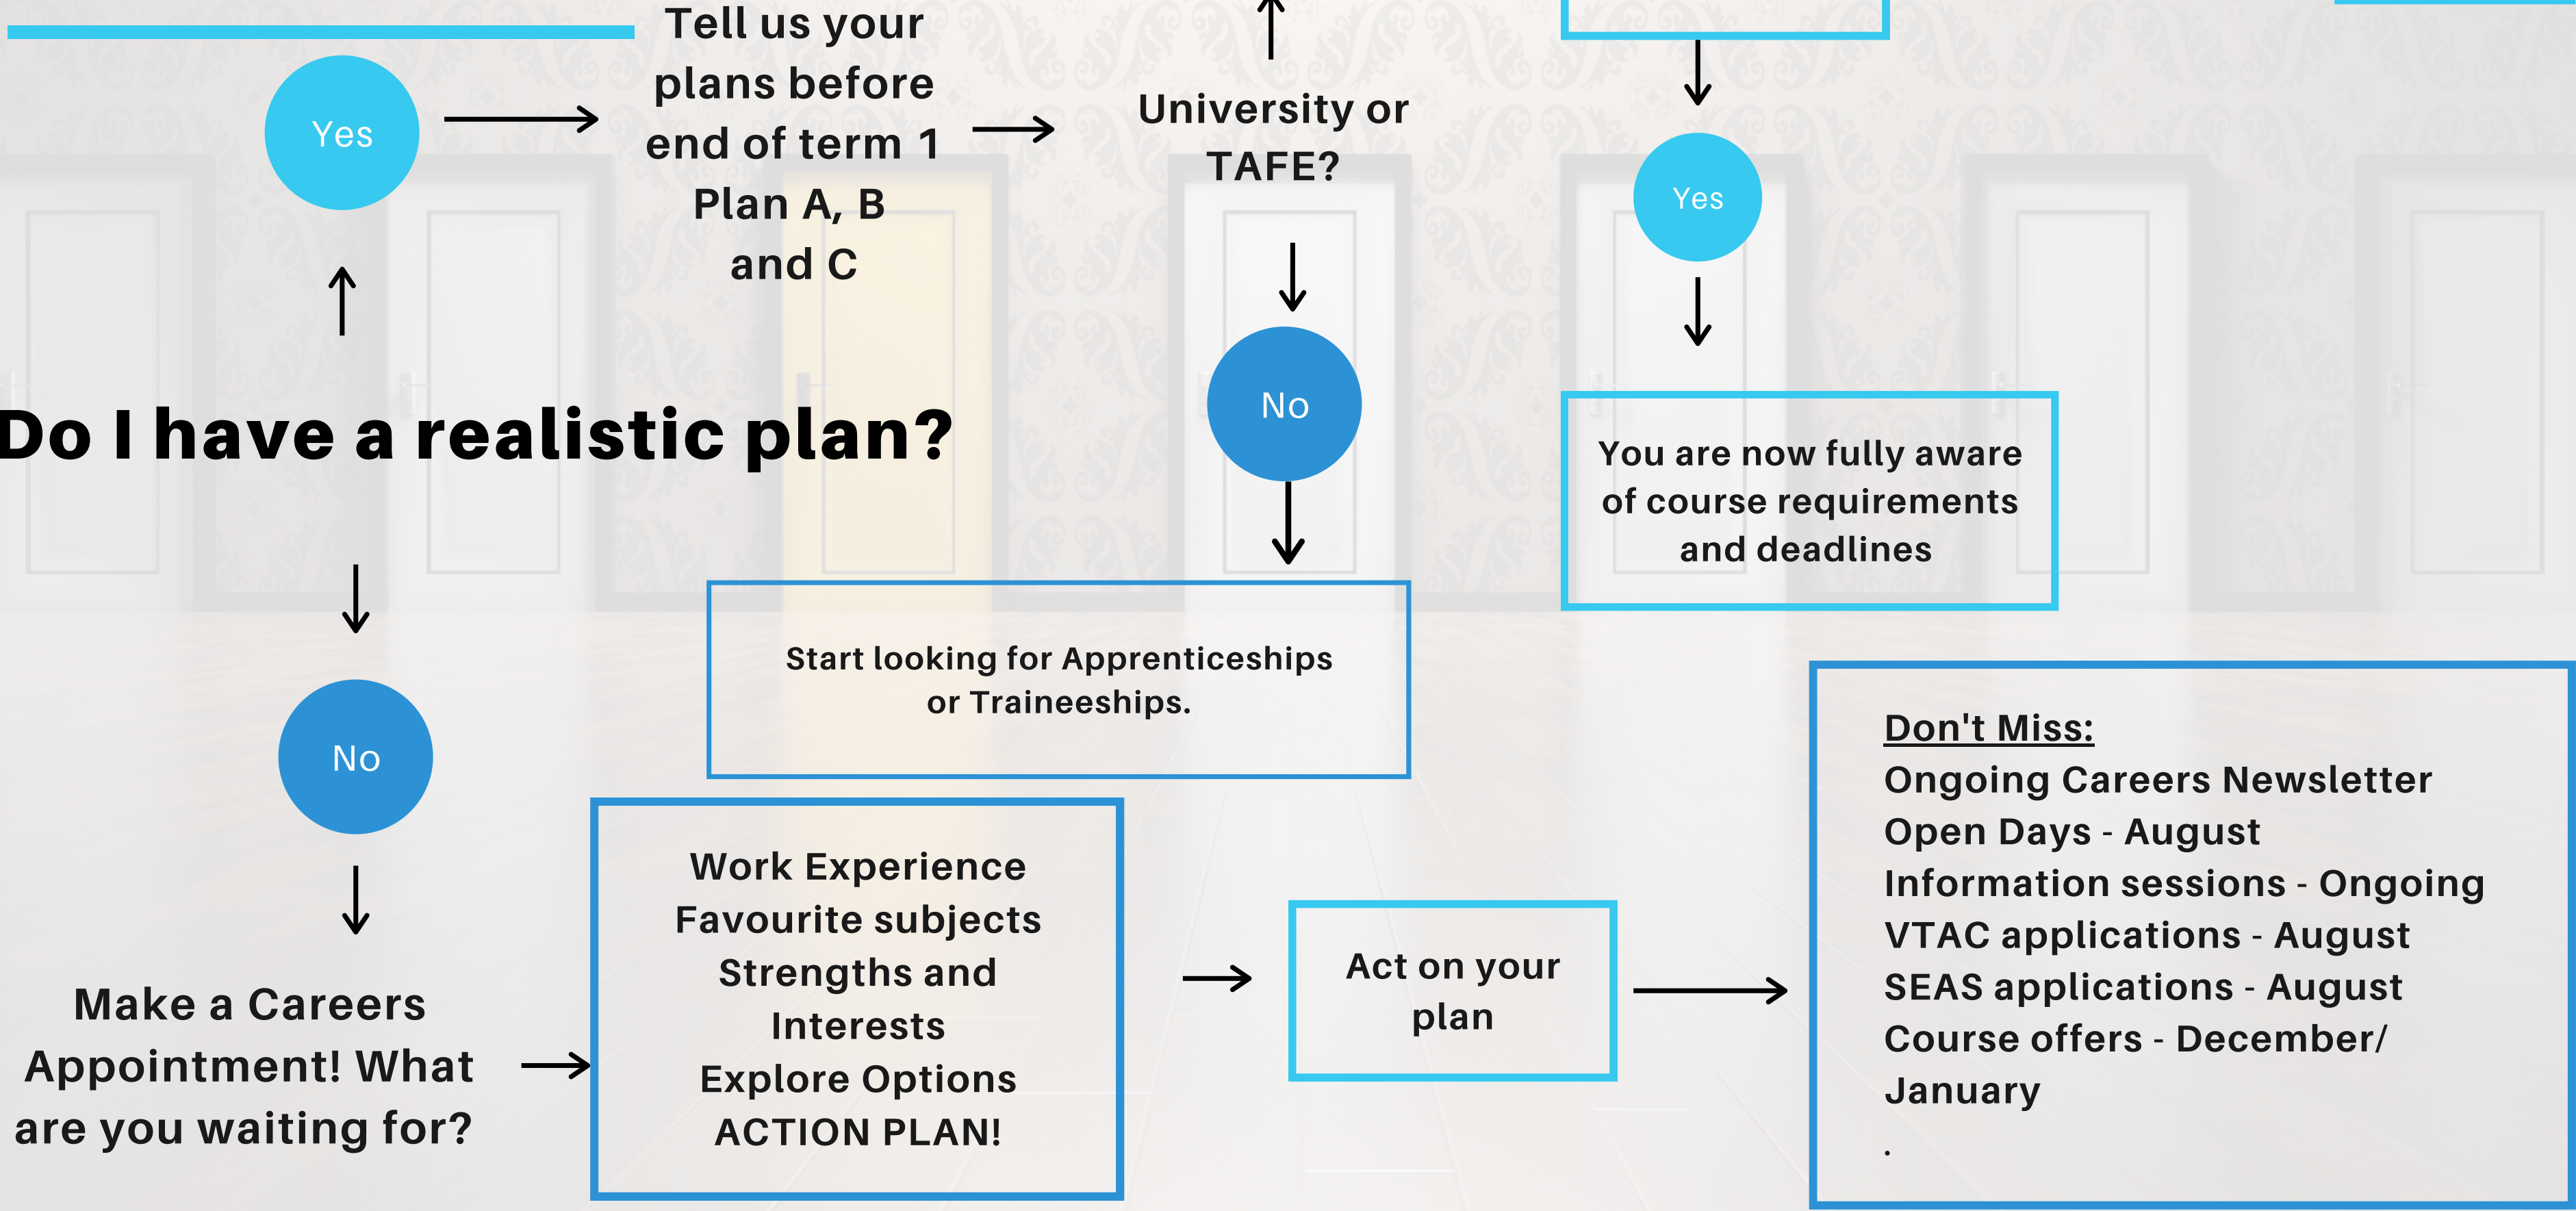 Tell us your
plans before
end of term 1
Plan A, B
and C
University or
TAFE?
Yes
Yes
No
Do I have a realistic plan?
You are now fully aware
of course requirements
and deadlines
Start looking for Apprenticeships
or Traineeships.
No
Make a Careers
Appointment! What
are you waiting for?
Work Experience
Favourite subjects
Strengths and
Interests
Explore Options
ACTION PLAN!
Act on your
plan
Don't Miss:
Ongoing Careers Newsletter
Open Days - August
Information sessions - Ongoing
VTAC applications - August
SEAS applications - August
Course offers - December/
January
.